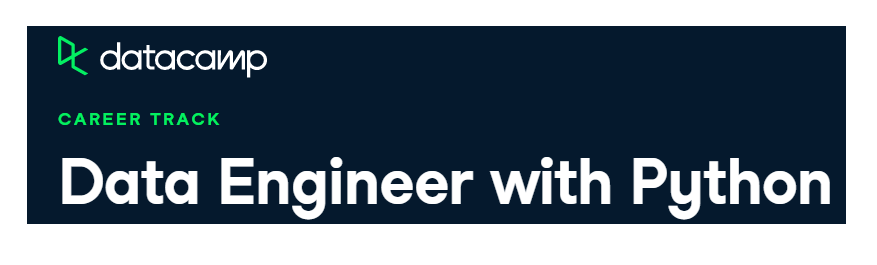 datacamp
CAREER TRACK
Data Engineer with Python